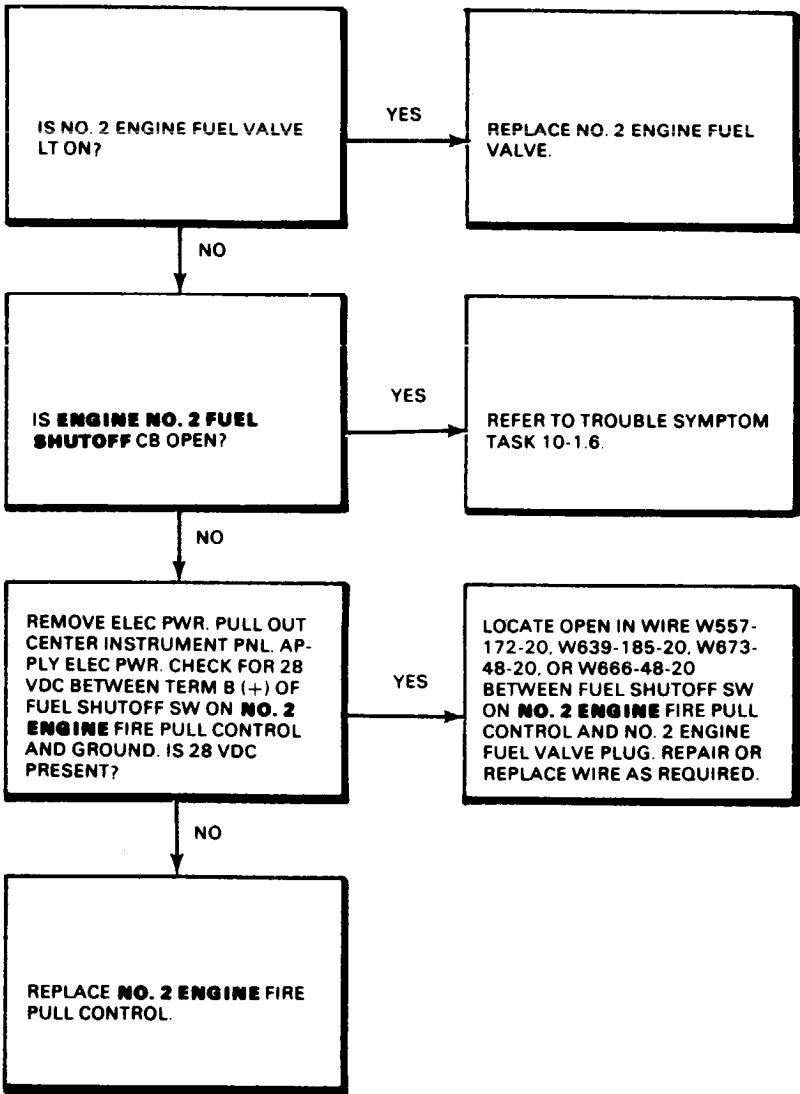 IS NO. 2 ENGINE FUEL VALVE
LT ON?
YES
REPLACE NO. 2 ENGINE FUEL
VALVE.
NO
IS ENGINE NO. 2 FUEL
SHUTOFF CB OPEN?
YES
REFER TO TROUBLE SYMPTOM
TASK 10-1.6.
NO
REMOVE ELEC PWR. PULL OUT
CENTER INSTRUMENT PNL. AP-
PLY ELEC PWR. CHECK FOR 28
VDC BETWEEN TERM B (+) OF
FUEL SHUTOFF SW ON NO. 2
ENGINE FIRE PULL CONTROL
AND GROUND. IS 28 VDC
PRESENT?
YES
LOCATE OPEN IN WIRE W557-
172-20, W639-185-20, W673-
48-20, OR W666-48-20
BETWEEN FUEL SHUTOFF SW
ON NO. 2 ENGINE FIRE PULL
CONTROL AND NO. 2 ENGINE
FUEL VALVE PLUG. REPAIR OR
REPLACE WIRE AS REQUIRED.
NO
REPLACE NO. 2 ENGINE FIRE
PULL CONTROL.